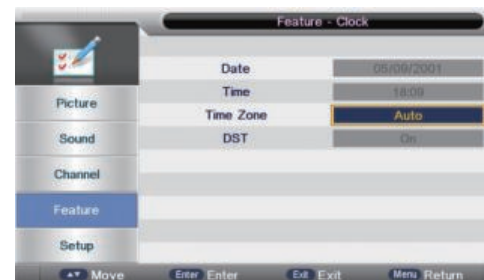 Feature - Clock
Date 05/09/2001
Time 18:09
Time Zone Auto
DST On
Picture
Sound
Channel
Feature
Setup
Move Enter Enter Exit Exit Menu Return